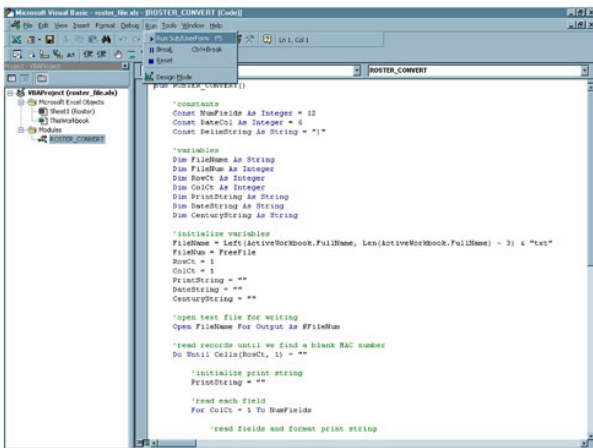 Microsoft Visual Basic - roster_file.xls - [ROSTER_CONVERT (Code)]
File Edit View Insert Format Debug Run Tools Window Help
Ln 1, Col 1
Run Sub/UserForm F5
Break Ctrl+Break
Reset
Design Mode
Project - VBAProject
VBAProject (roster_file.xls)
Microsoft Excel Objects
Sheet1 (Roster)
ThisWorkbook
Modules
ROSTER_CONVERT
ROSTER_CONVERT
Sub ROSTER_CONVERT()
'constants
Const NumFields As Integer = 12
Const DateCol As Integer = 6
Const DelimString As String = "|"
'variables
Dim FileName As String
Dim FileNum As Integer
Dim RowCt As Integer
Dim ColCt As Integer
Dim PrintString As String
Dim DateString As String
Dim CenturyString As String
'initialize variables
FileName = Left(ActiveWorkbook.FullName, Len(ActiveWorkbook.FullName) - 3) & "txt"
FileNum = FreeFile
RowCt = 1
ColCt = 1
PrintString = ""
DateString = ""
CenturyString = ""
'open text file for writing
Open FileName For Output As #FileNum
'read records until we find a blank MAC number
Do Until Cells(RowCt, 1) = ""
'initialize print string
PrintString = ""
'read each field
For ColCt = 1 To NumFields
'read fields and format print string